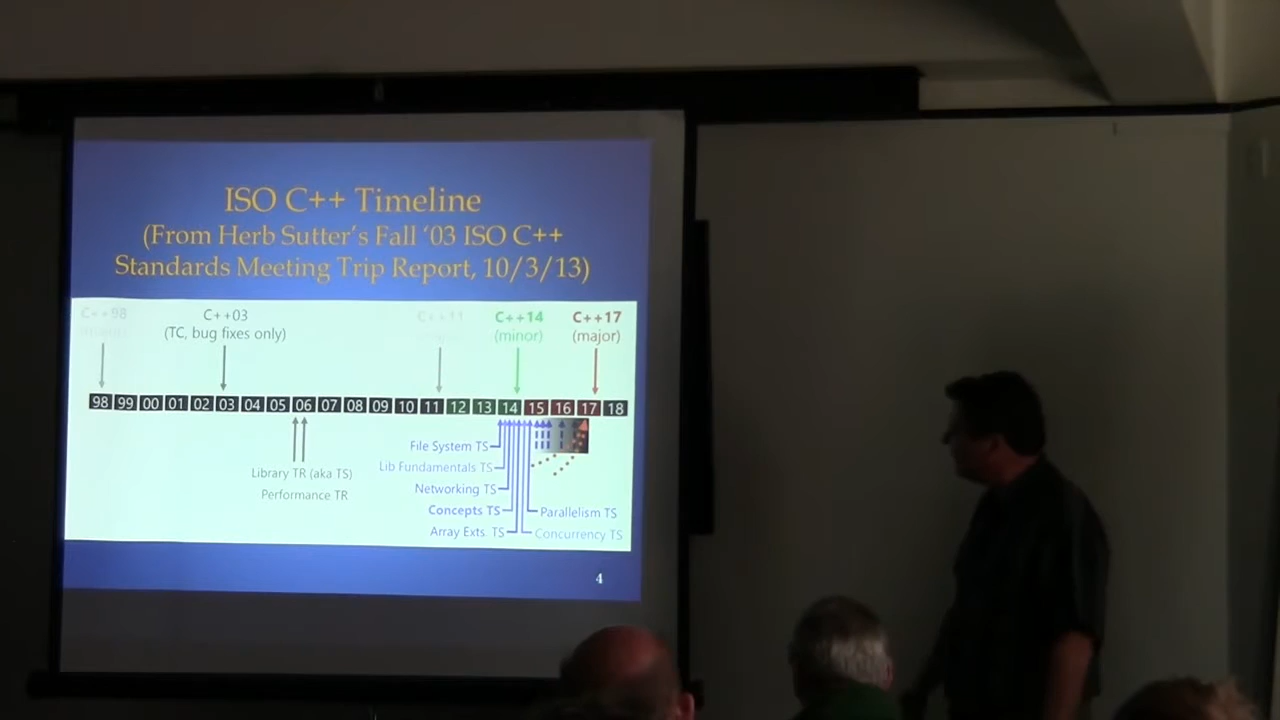 ISO C++ Timeline
(From Herb Sutter's Fall '03 ISO C++
Standards Meeting Trip Report, 10/3/13)
C++98
C++03
C++11
C++14
C++17
(TC, bug fixes only)
(minor)
(major)
98 99 00 01 02 03 04 05 06 07 08 09 10 11 12 13 14 15 16 17 18
File System TS
Library TR (aka TS)
Lib Fundamentals TS
Performance TR
Networking TS
Concepts TS
Parallelism TS
Array Exts. TS
Concurrency TS
4